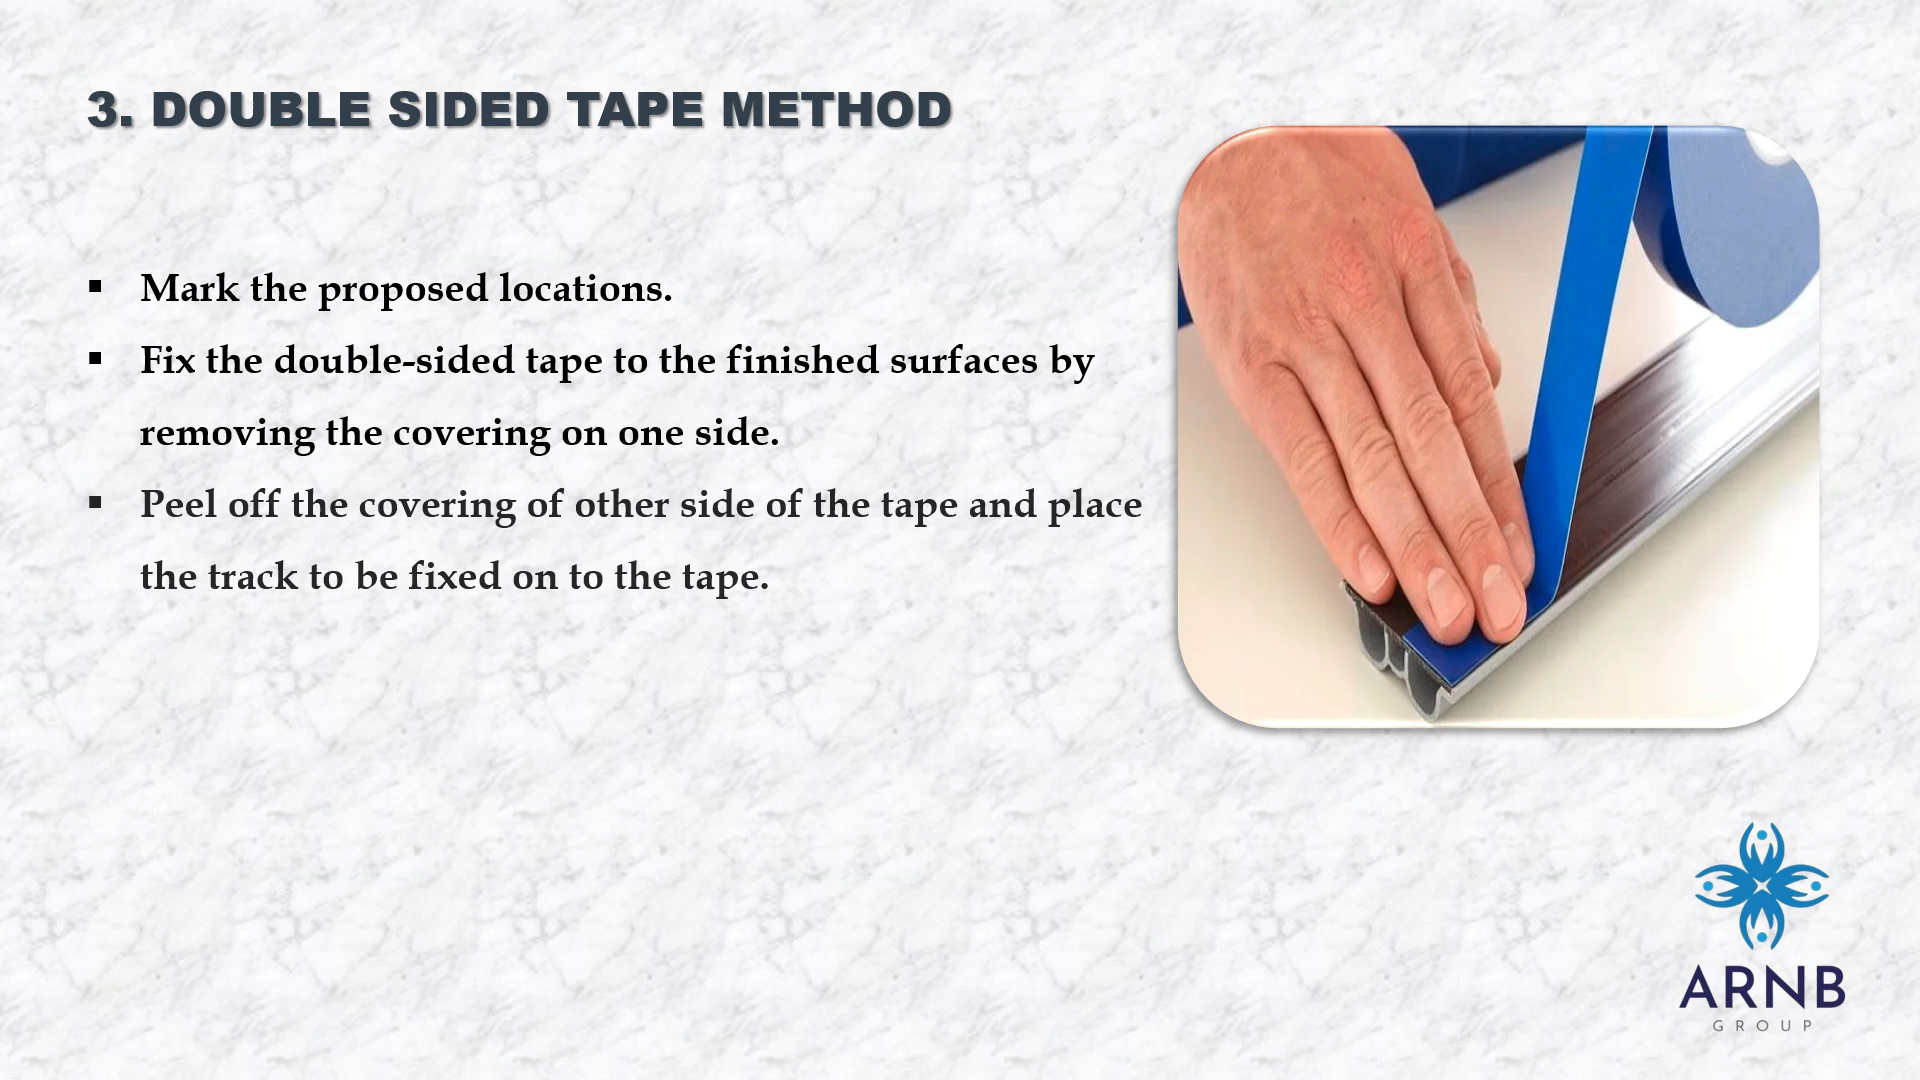 3. DOUBLE SIDED TAPE METHOD
▪ Mark the proposed locations.
▪ Fix the double-sided tape to the finished surfaces by
removing the covering on one side.
▪ Peel off the covering of other side of the tape and place
the track to be fixed on to the tape.
ARNB
GROUP